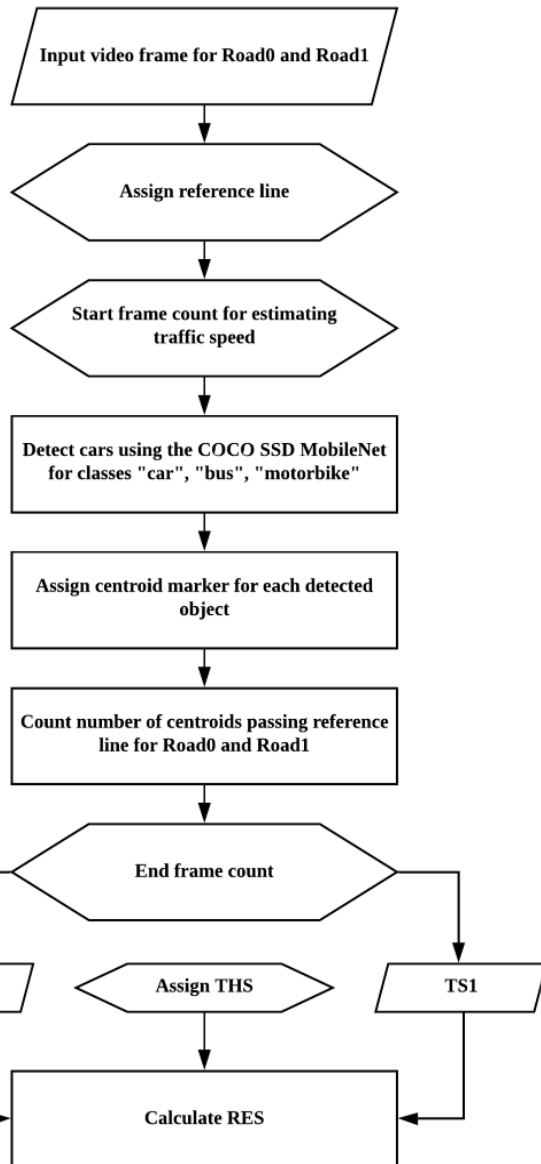 Input video frame for Road0 and Road1
Assign reference line
Start frame count for estimating
traffic speed
Detect cars using the COCO SSD MobileNet
for classes "car", "bus", "motorbike"
Assign centroid marker for each detected
object
Count number of centroids passing reference
line for Road0 and Road1
End frame count
Assign THS
TS1
Calculate RES